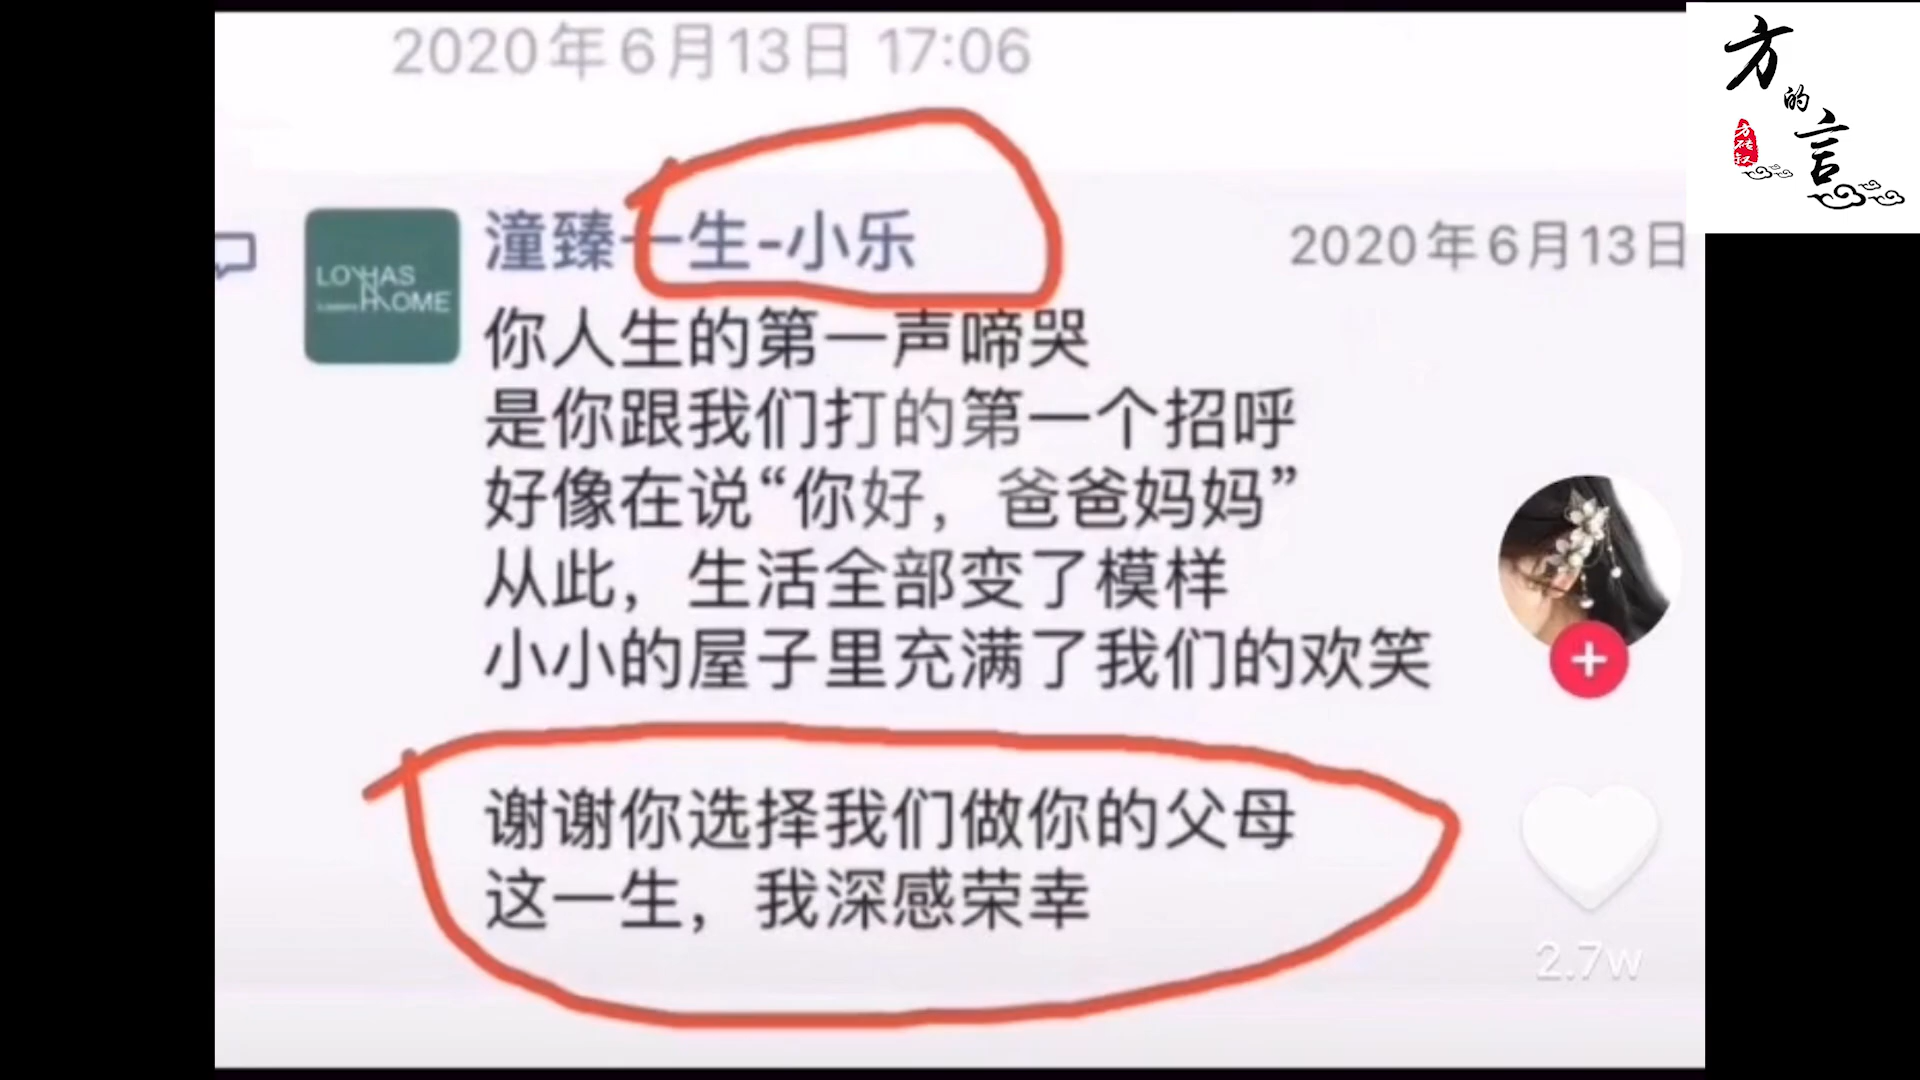 2020年6月13日 17:06
潼臻一生-小乐
2020年6月13日
LO HAS
HOME
你人生的第一声啼哭
是你跟我们打的第一个招呼
好像在说“你好，爸爸妈妈”
从此，生活全部变了模样
小小的屋子里充满了我们的欢笑
谢谢你选择我们做你的父母
这一生，我深感荣幸
2.7w
方的言
方砖汉